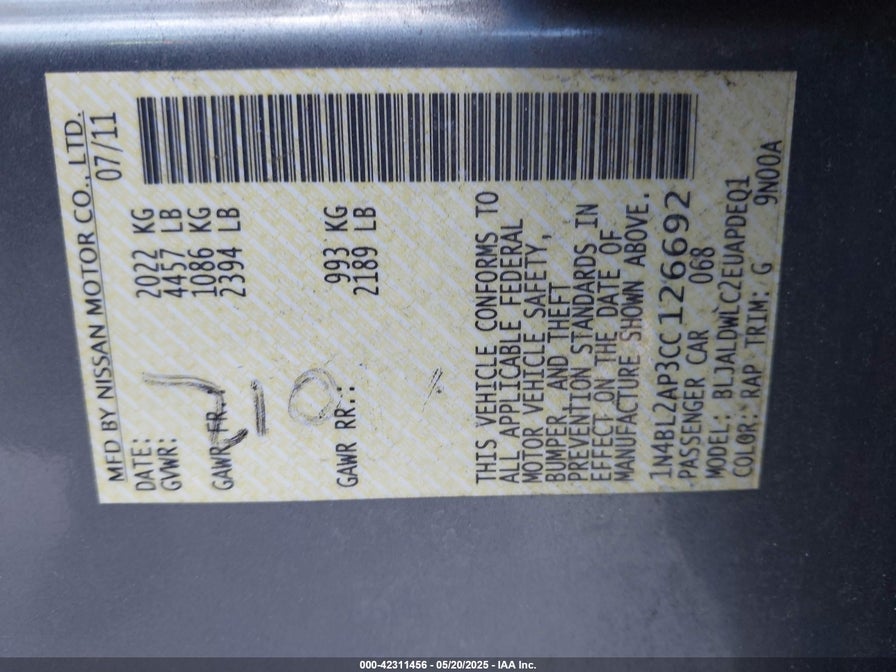 MFD BY NISSAN MOTOR CO., LTD.
DATE: 07/11
GVWR: 2022 KG
4457 LB
GAWR FR.: 1086 KG
2394 LB
GAWR RR.: 993 KG
2189 LB
THIS VEHICLE CONFORMS TO
ALL APPLICABLE FEDERAL
MOTOR VEHICLE SAFETY,
BUMPER, AND THEFT
PREVENTION STANDARDS IN
EFFECT ON THE DATE OF
MANUFACTURE SHOWN ABOVE.
1N4BL2AP3CC126692
PASSENGER CAR 068
MODEL: BLJALDWLC2EUAPDEQ1
COLOR: RAP TRIM: G 9N00A
000-42311456 - 05/20/2025 - IAA Inc.